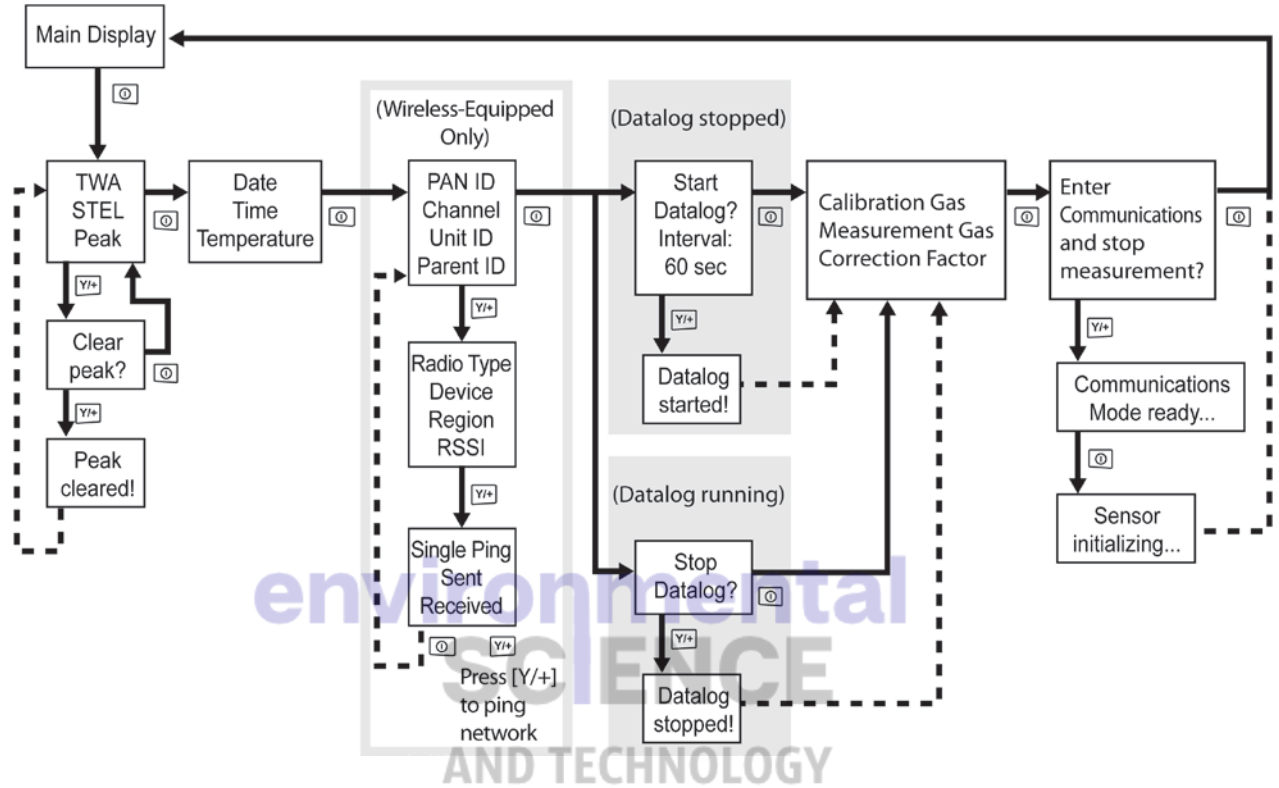 Main Display
TWA
STEL
Peak
Y/+
Clear
peak?
Y/+
Peak
cleared!
Date
Time
Temperature
(Wireless-Equipped
Only)
PAN ID
Channel
Unit ID
Parent ID
Y/+
Radio Type
Device
Region
RSSI
Y/+
Single Ping
Sent
Received
Y/+
Press [Y/+]
to ping
network
(Datalog stopped)
Start
Datalog?
Interval:
60 sec
Y/+
Datalog
started!
(Datalog running)
Stop
Datalog?
Y/+
Datalog
stopped!
Calibration Gas
Measurement Gas
Correction Factor
Enter
Communications
and stop
measurement?
Y/+
Communications
Mode ready...
Sensor
initializing...
environmental
SCIENCE
AND TECHNOLOGY